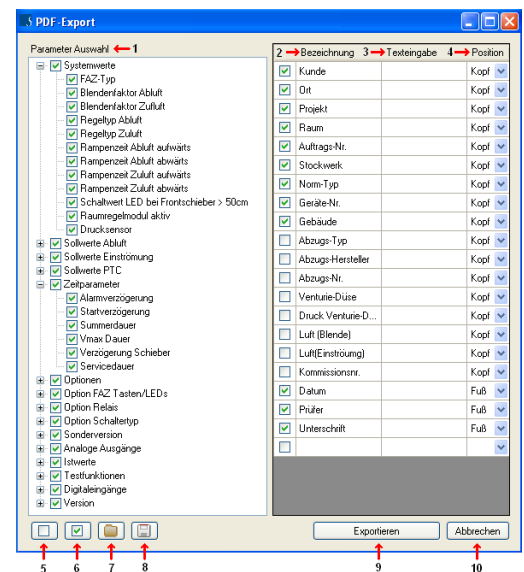 PDF-Export
Parameter Auswahl 1
Systemwerte
FAZ-Typ
Blendenfaktor Abluft
Blendenfaktor Zuluft
Regeltyp Abluft
Regeltyp Zuluft
Rampenzeit Abluft aufwärts
Rampenzeit Abluft abwärts
Rampenzeit Zuluft aufwärts
Rampenzeit Zuluft abwärts
Schaltwert LED bei Frontschieber > 50cm
Raumregelmodul aktiv
Drucksensor
Sollwerte Abluft
Sollwerte Einströmung
Sollwerte PTC
Zeitparameter
Alarmverzögerung
Startverzögerung
Summerdauer
Vmax Dauer
Verzögerung Schieber
Servicedauer
Optionen
Option FAZ Tasten/LEDs
Option Relais
Option Schaltertyp
Sonderversion
Analoge Ausgänge
Istwerte
Testfunktionen
Digitaleingänge
Version
2 Bezeichnung 3 Texteingabe 4 Position
Kunde Kopf
Ort Kopf
Projekt Kopf
Raum Kopf
Auftrags-Nr. Kopf
Stockwerk Kopf
Norm-Typ Kopf
Geräte-Nr. Kopf
Gebäude Kopf
Abzugs-Typ Kopf
Abzugs-Hersteller Kopf
Abzugs-Nr. Kopf
Venturie-Düse Kopf
Druck Venturie-D... Kopf
Luft (Blende) Kopf
Luft(Einströumg) Kopf
Kommissionsnr. Kopf
Datum Fuß
Prüfer Fuß
Unterschrift Fuß
Exportieren Abbrechen
5 6 7 8 9 10